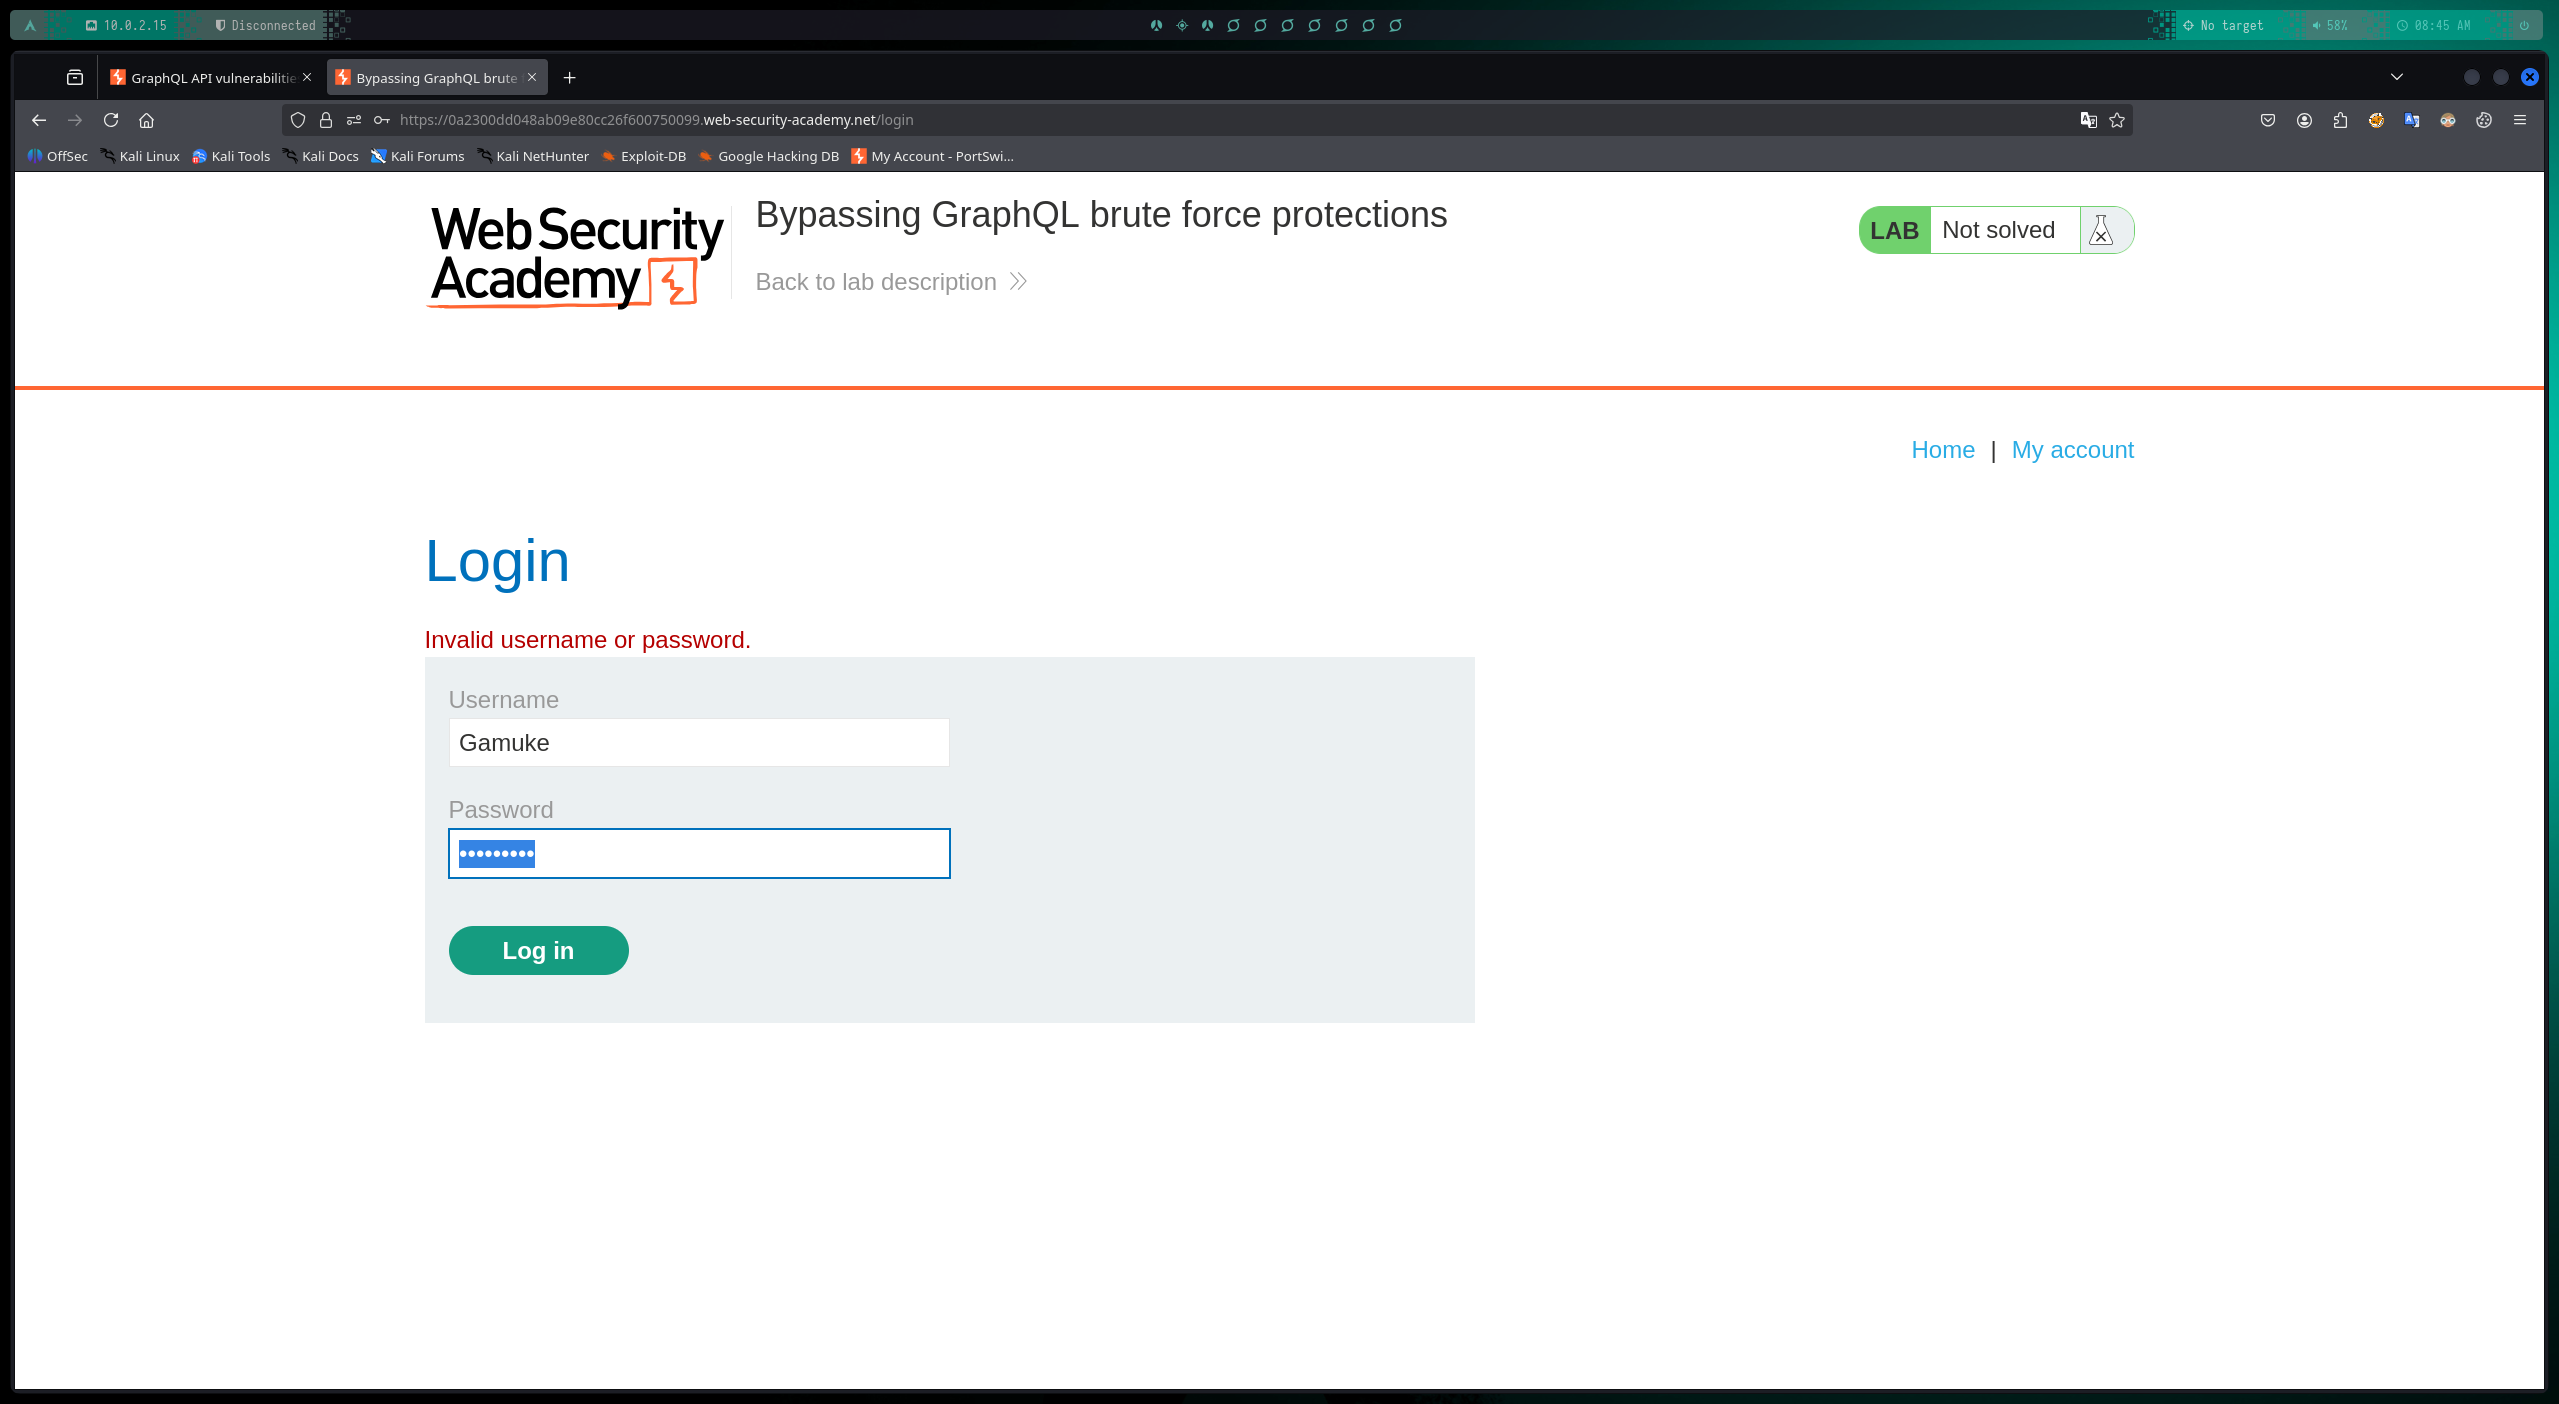 10.0.2.15 Disconnected No target 58% 08:45 AM
GraphQL API vulnerabilitie Bypassing GraphQL brute
https://0a2300dd048ab09e80cc26f600750099.web-security-academy.net/login
OffSec Kali Linux Kali Tools Kali Docs Kali Forums Kali NetHunter Exploit-DB Google Hacking DB My Account - PortSwi...
Web Security
Academy
Bypassing GraphQL brute force protections
Back to lab description
LAB Not solved
Home | My account
Login
Invalid username or password.
Username
Gamuke
Password
•••••••••
Log in